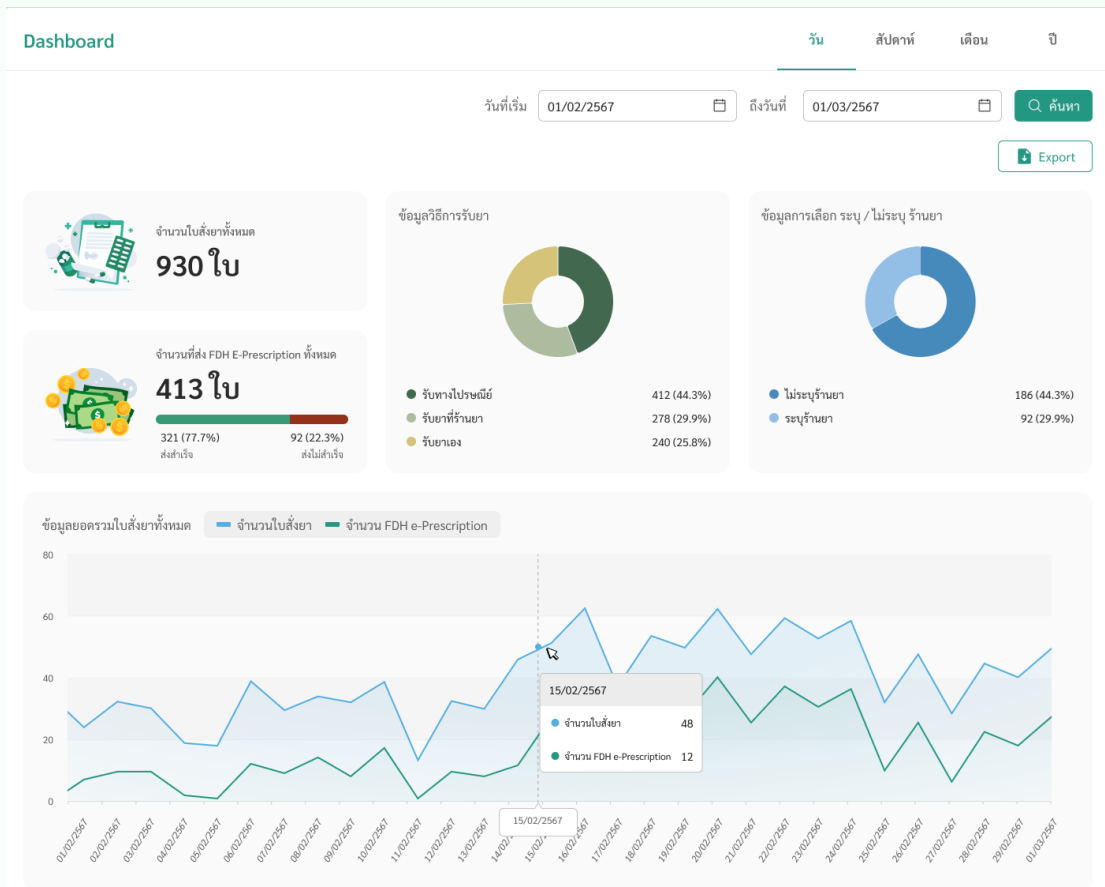 Dashboard
วัน สัปดาห์ เดือน ปี
วันที่เริ่ม 01/02/2567 ถึงวันที่ 01/03/2567 ค้นหา
Export
จำนวนใบสั่งยาทั้งหมด
930 ใบ
จำนวนที่ส่ง FDH E-Prescription ทั้งหมด
413 ใบ
321 (77.7%) 92 (22.3%)
ส่งสำเร็จ ส่งไม่สำเร็จ
ข้อมูลวิธีการรับยา
รับทางไปรษณีย์ 412 (44.3%)
รับยาที่ร้านยา 278 (29.9%)
รับยาเอง 240 (25.8%)
ข้อมูลการเลือก ระบุ / ไม่ระบุ ร้านยา
ไม่ระบุร้านยา 186 (44.3%)
ระบุร้านยา 92 (29.9%)
ข้อมูลยอดรวมใบสั่งยาทั้งหมด จำนวนใบสั่งยา จำนวน FDH e-Prescription
80
60
40
20
0
15/02/2567
จำนวนใบสั่งยา 48
จำนวน FDH e-Prescription 12
15/02/2567
01/02/2567 02/02/2567 03/02/2567 04/02/2567 05/02/2567 06/02/2567 07/02/2567 08/02/2567 09/02/2567 10/02/2567 11/02/2567 12/02/2567 13/02/2567 14/02/ 15/02/ 16/02/2567 17/02/2567 18/02/2567 19/02/2567 20/02/2567 21/02/2567 22/02/2567 23/02/2567 24/02/2567 25/02/2567 26/02/2567 27/02/2567 28/02/2567 29/02/2567 01/03/2567